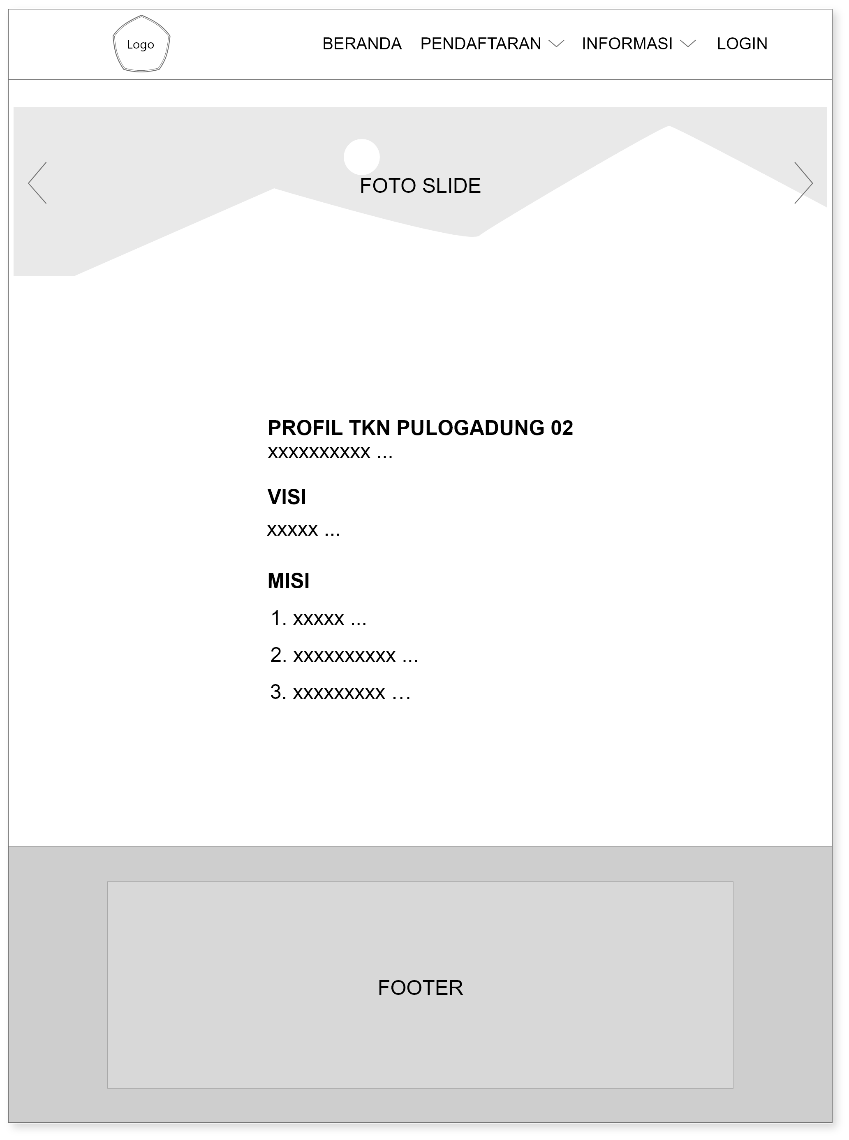 Logo
BERANDA PENDAFTARAN INFORMASI LOGIN
FOTO SLIDE
PROFIL TKN PULOGADUNG 02
xxxxxxxxxx ...
VISI
xxxxx ...
MISI
1. xxxxx ...
2. xxxxxxxxxx ...
3. xxxxxxxxx ...
FOOTER